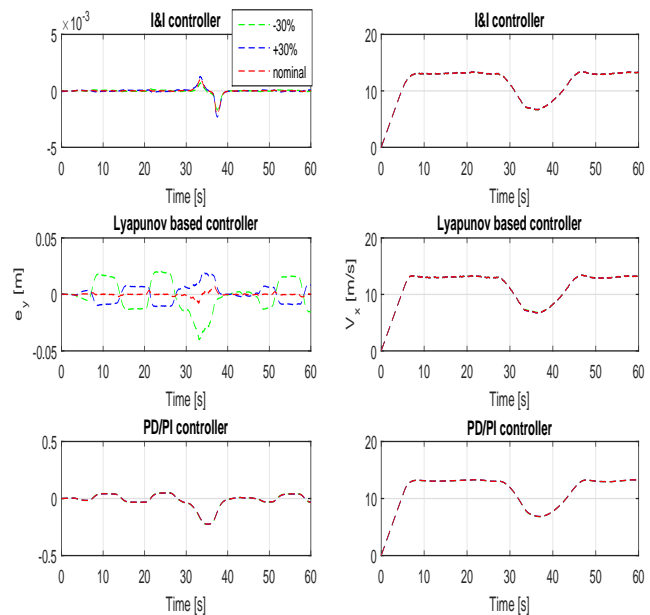 I&I controller
×10⁻³
5
0
-5
0 10 20 30 40 50 60
Time [s]
-30%
+30%
nominal
I&I controller
20
10
0
0 10 20 30 40 50 60
Time [s]
Lyapunov based controller
e_y [m]
0.05
0
-0.05
0 10 20 30 40 50 60
Time [s]
Lyapunov based controller
V_x [m/s]
20
10
0
0 10 20 30 40 50 60
Time [s]
PD/PI controller
0.5
0
-0.5
0 10 20 30 40 50 60
Time [s]
PD/PI controller
20
10
0
0 10 20 30 40 50 60
Time [s]